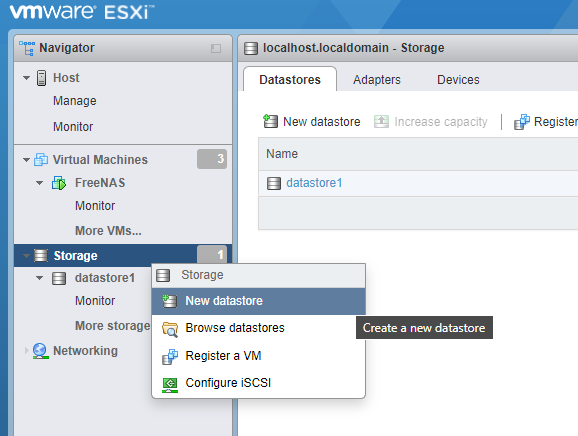 vmware ESXi™
Navigator
Host
Manage
Monitor
Virtual Machines 3
FreeNAS
Monitor
More VMs...
Storage 1
datastore1
Monitor
More storage
Networking
localhost.localdomain - Storage
Datastores Adapters Devices
New datastore Increase capacity Register
Name
datastore1
Storage
New datastore
Browse datastores
Register a VM
Configure iSCSI
Create a new datastore